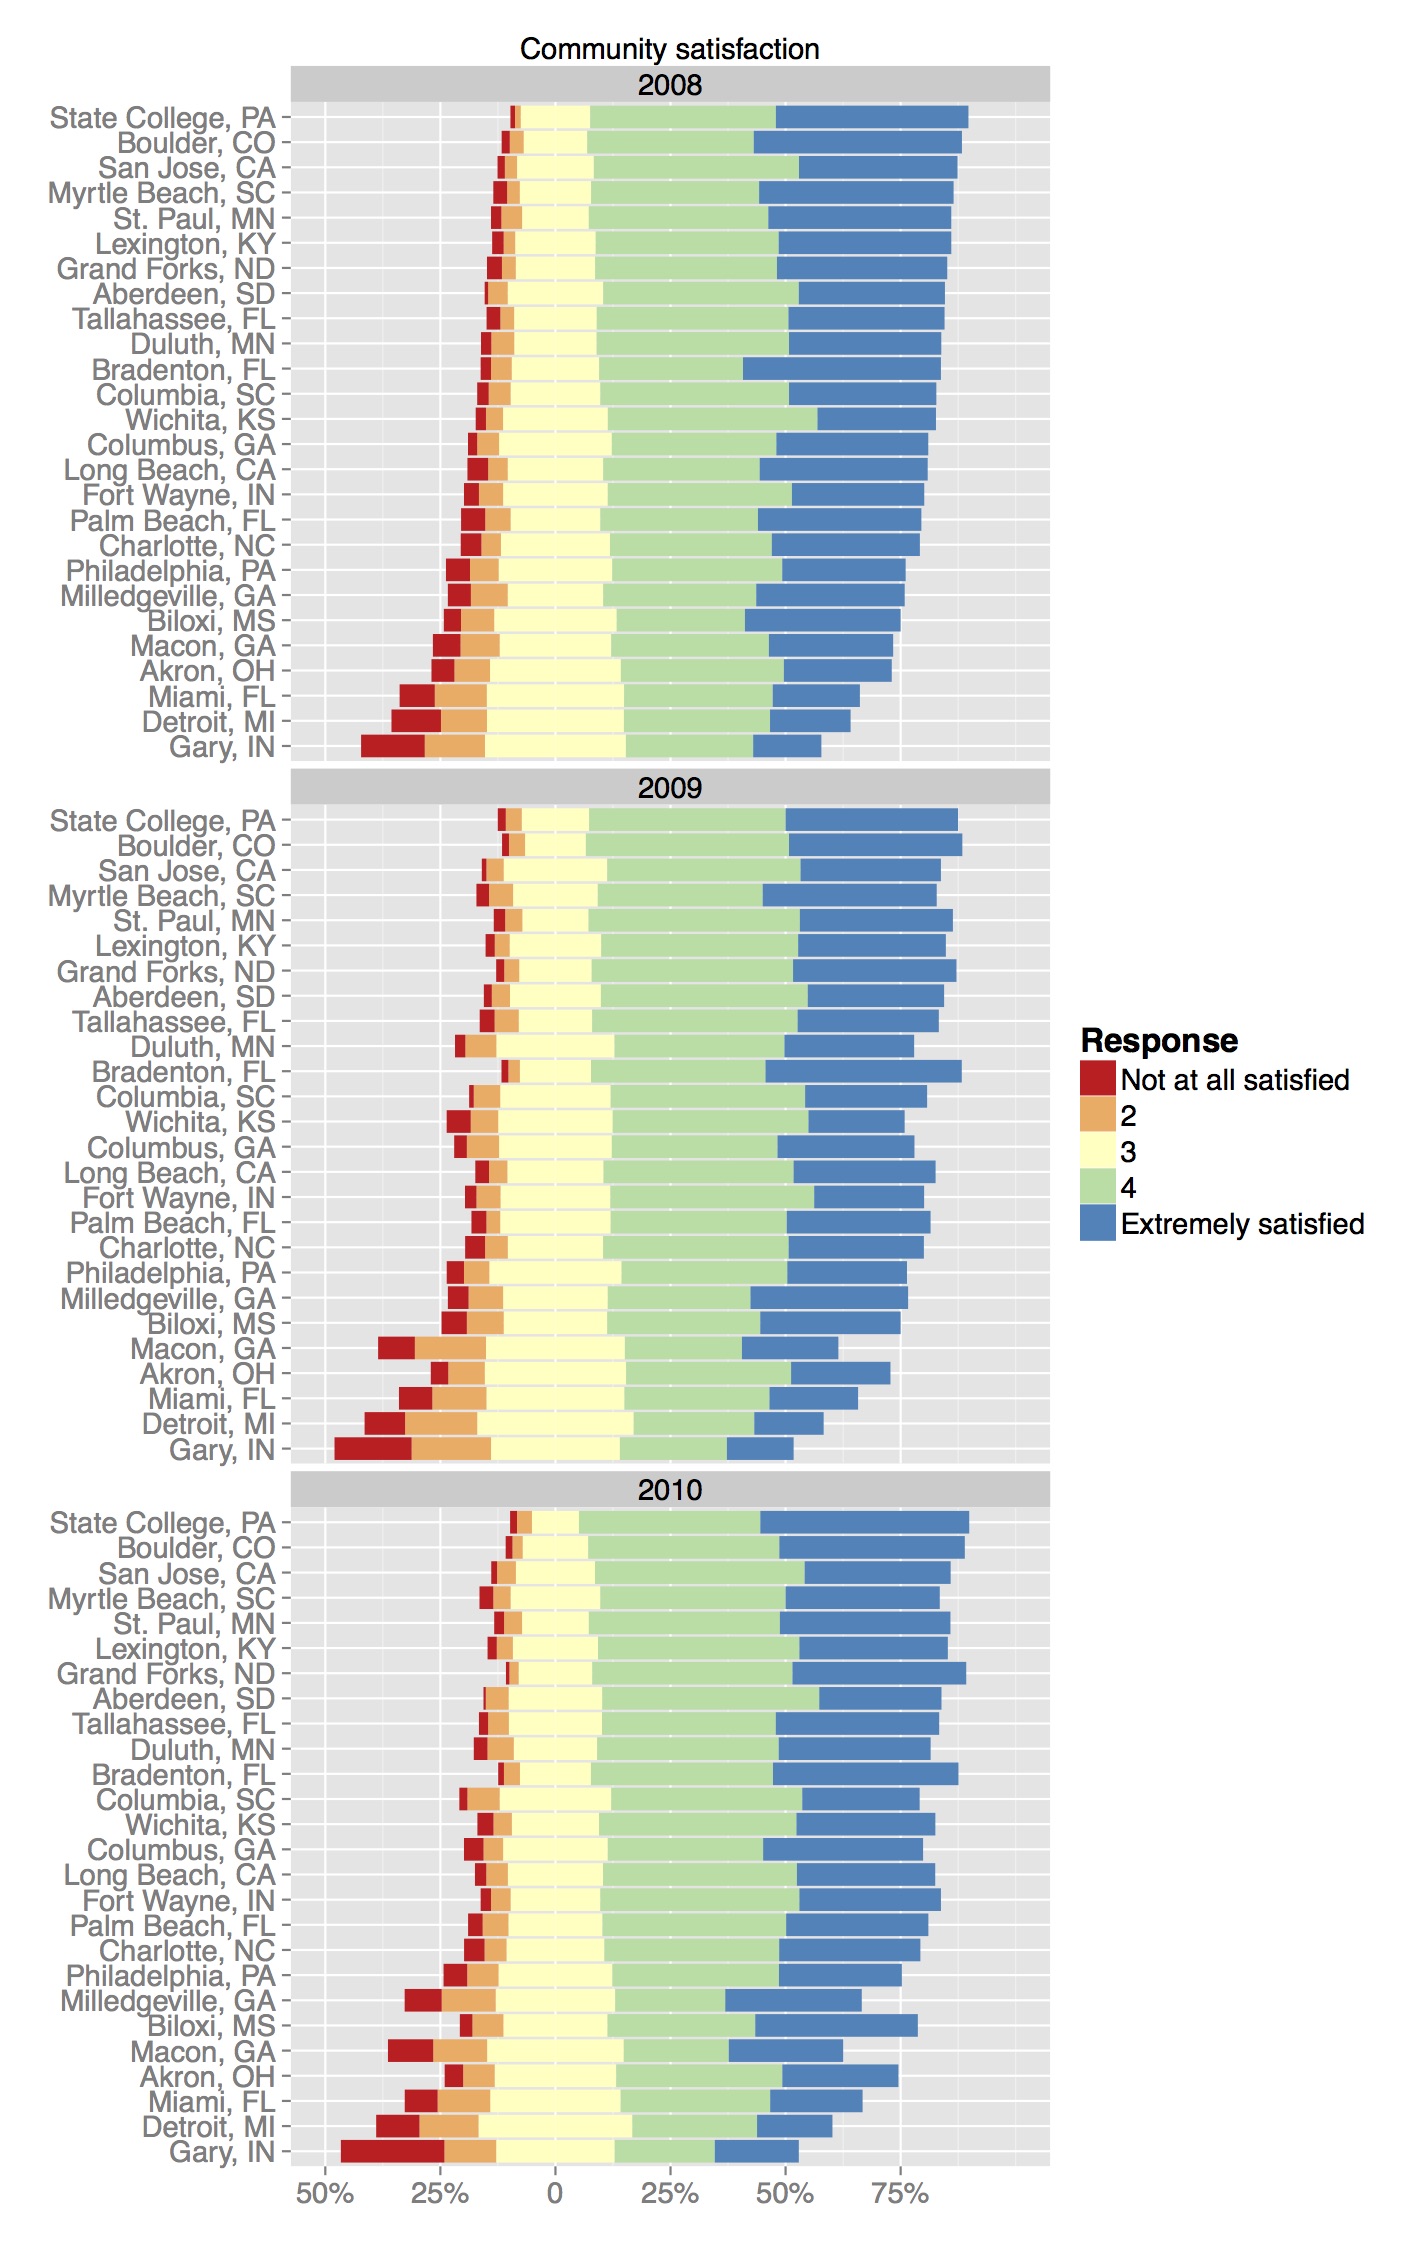 Community satisfaction
2008
State College, PA
Boulder, CO
San Jose, CA
Myrtle Beach, SC
St. Paul, MN
Lexington, KY
Grand Forks, ND
Aberdeen, SD
Tallahassee, FL
Duluth, MN
Bradenton, FL
Columbia, SC
Wichita, KS
Columbus, GA
Long Beach, CA
Fort Wayne, IN
Palm Beach, FL
Charlotte, NC
Philadelphia, PA
Milledgeville, GA
Biloxi, MS
Macon, GA
Akron, OH
Miami, FL
Detroit, MI
Gary, IN
2009
State College, PA
Boulder, CO
San Jose, CA
Myrtle Beach, SC
St. Paul, MN
Lexington, KY
Grand Forks, ND
Aberdeen, SD
Tallahassee, FL
Duluth, MN
Bradenton, FL
Columbia, SC
Wichita, KS
Columbus, GA
Long Beach, CA
Fort Wayne, IN
Palm Beach, FL
Charlotte, NC
Philadelphia, PA
Milledgeville, GA
Biloxi, MS
Macon, GA
Akron, OH
Miami, FL
Detroit, MI
Gary, IN
2010
State College, PA
Boulder, CO
San Jose, CA
Myrtle Beach, SC
St. Paul, MN
Lexington, KY
Grand Forks, ND
Aberdeen, SD
Tallahassee, FL
Duluth, MN
Bradenton, FL
Columbia, SC
Wichita, KS
Columbus, GA
Long Beach, CA
Fort Wayne, IN
Palm Beach, FL
Charlotte, NC
Philadelphia, PA
Milledgeville, GA
Biloxi, MS
Macon, GA
Akron, OH
Miami, FL
Detroit, MI
Gary, IN
50% 25% 0 25% 50% 75%
Response
Not at all satisfied
2
3
4
Extremely satisfied